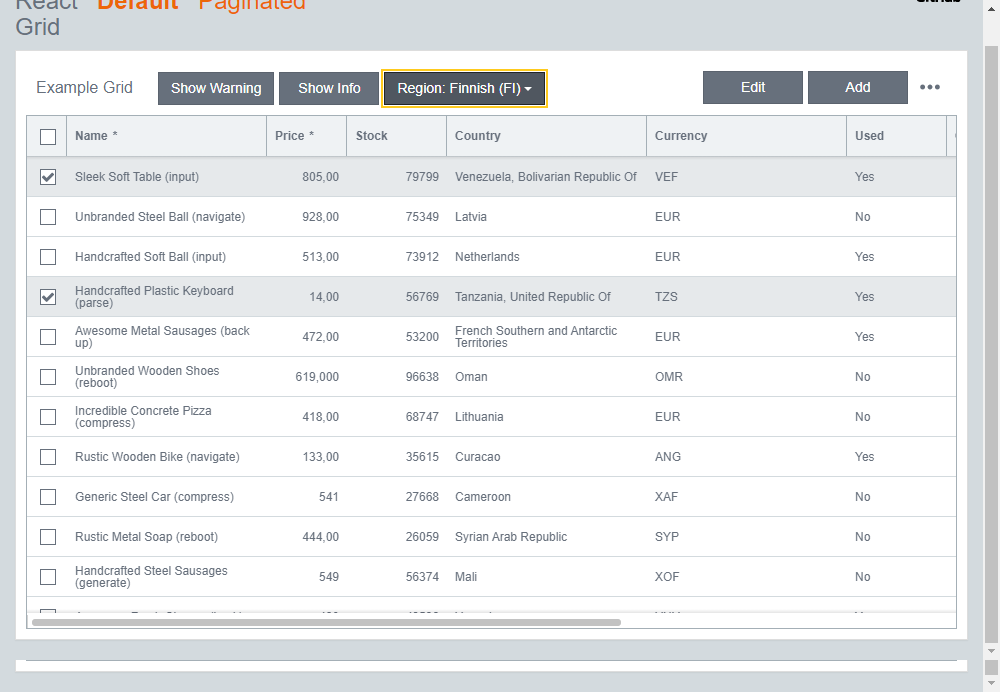 React Default Paginated
Grid
GitHub
Example Grid Show Warning Show Info Region: Finnish (FI) Edit Add •••
Name * Price * Stock Country Currency Used
Sleek Soft Table (input) 805,00 79799 Venezuela, Bolivarian Republic Of VEF Yes
Unbranded Steel Ball (navigate) 928,00 75349 Latvia EUR No
Handcrafted Soft Ball (input) 513,00 73912 Netherlands EUR Yes
Handcrafted Plastic Keyboard
(parse) 14,00 56769 Tanzania, United Republic Of TZS Yes
Awesome Metal Sausages (back
up) 472,00 53200 French Southern and Antarctic
Territories EUR Yes
Unbranded Wooden Shoes
(reboot) 619,000 96638 Oman OMR No
Incredible Concrete Pizza
(compress) 418,00 68747 Lithuania EUR No
Rustic Wooden Bike (navigate) 133,00 35615 Curacao ANG Yes
Generic Steel Car (compress) 541 27668 Cameroon XAF No
Rustic Metal Soap (reboot) 444,00 26059 Syrian Arab Republic SYP No
Handcrafted Steel Sausages
(generate) 549 56374 Mali XOF No